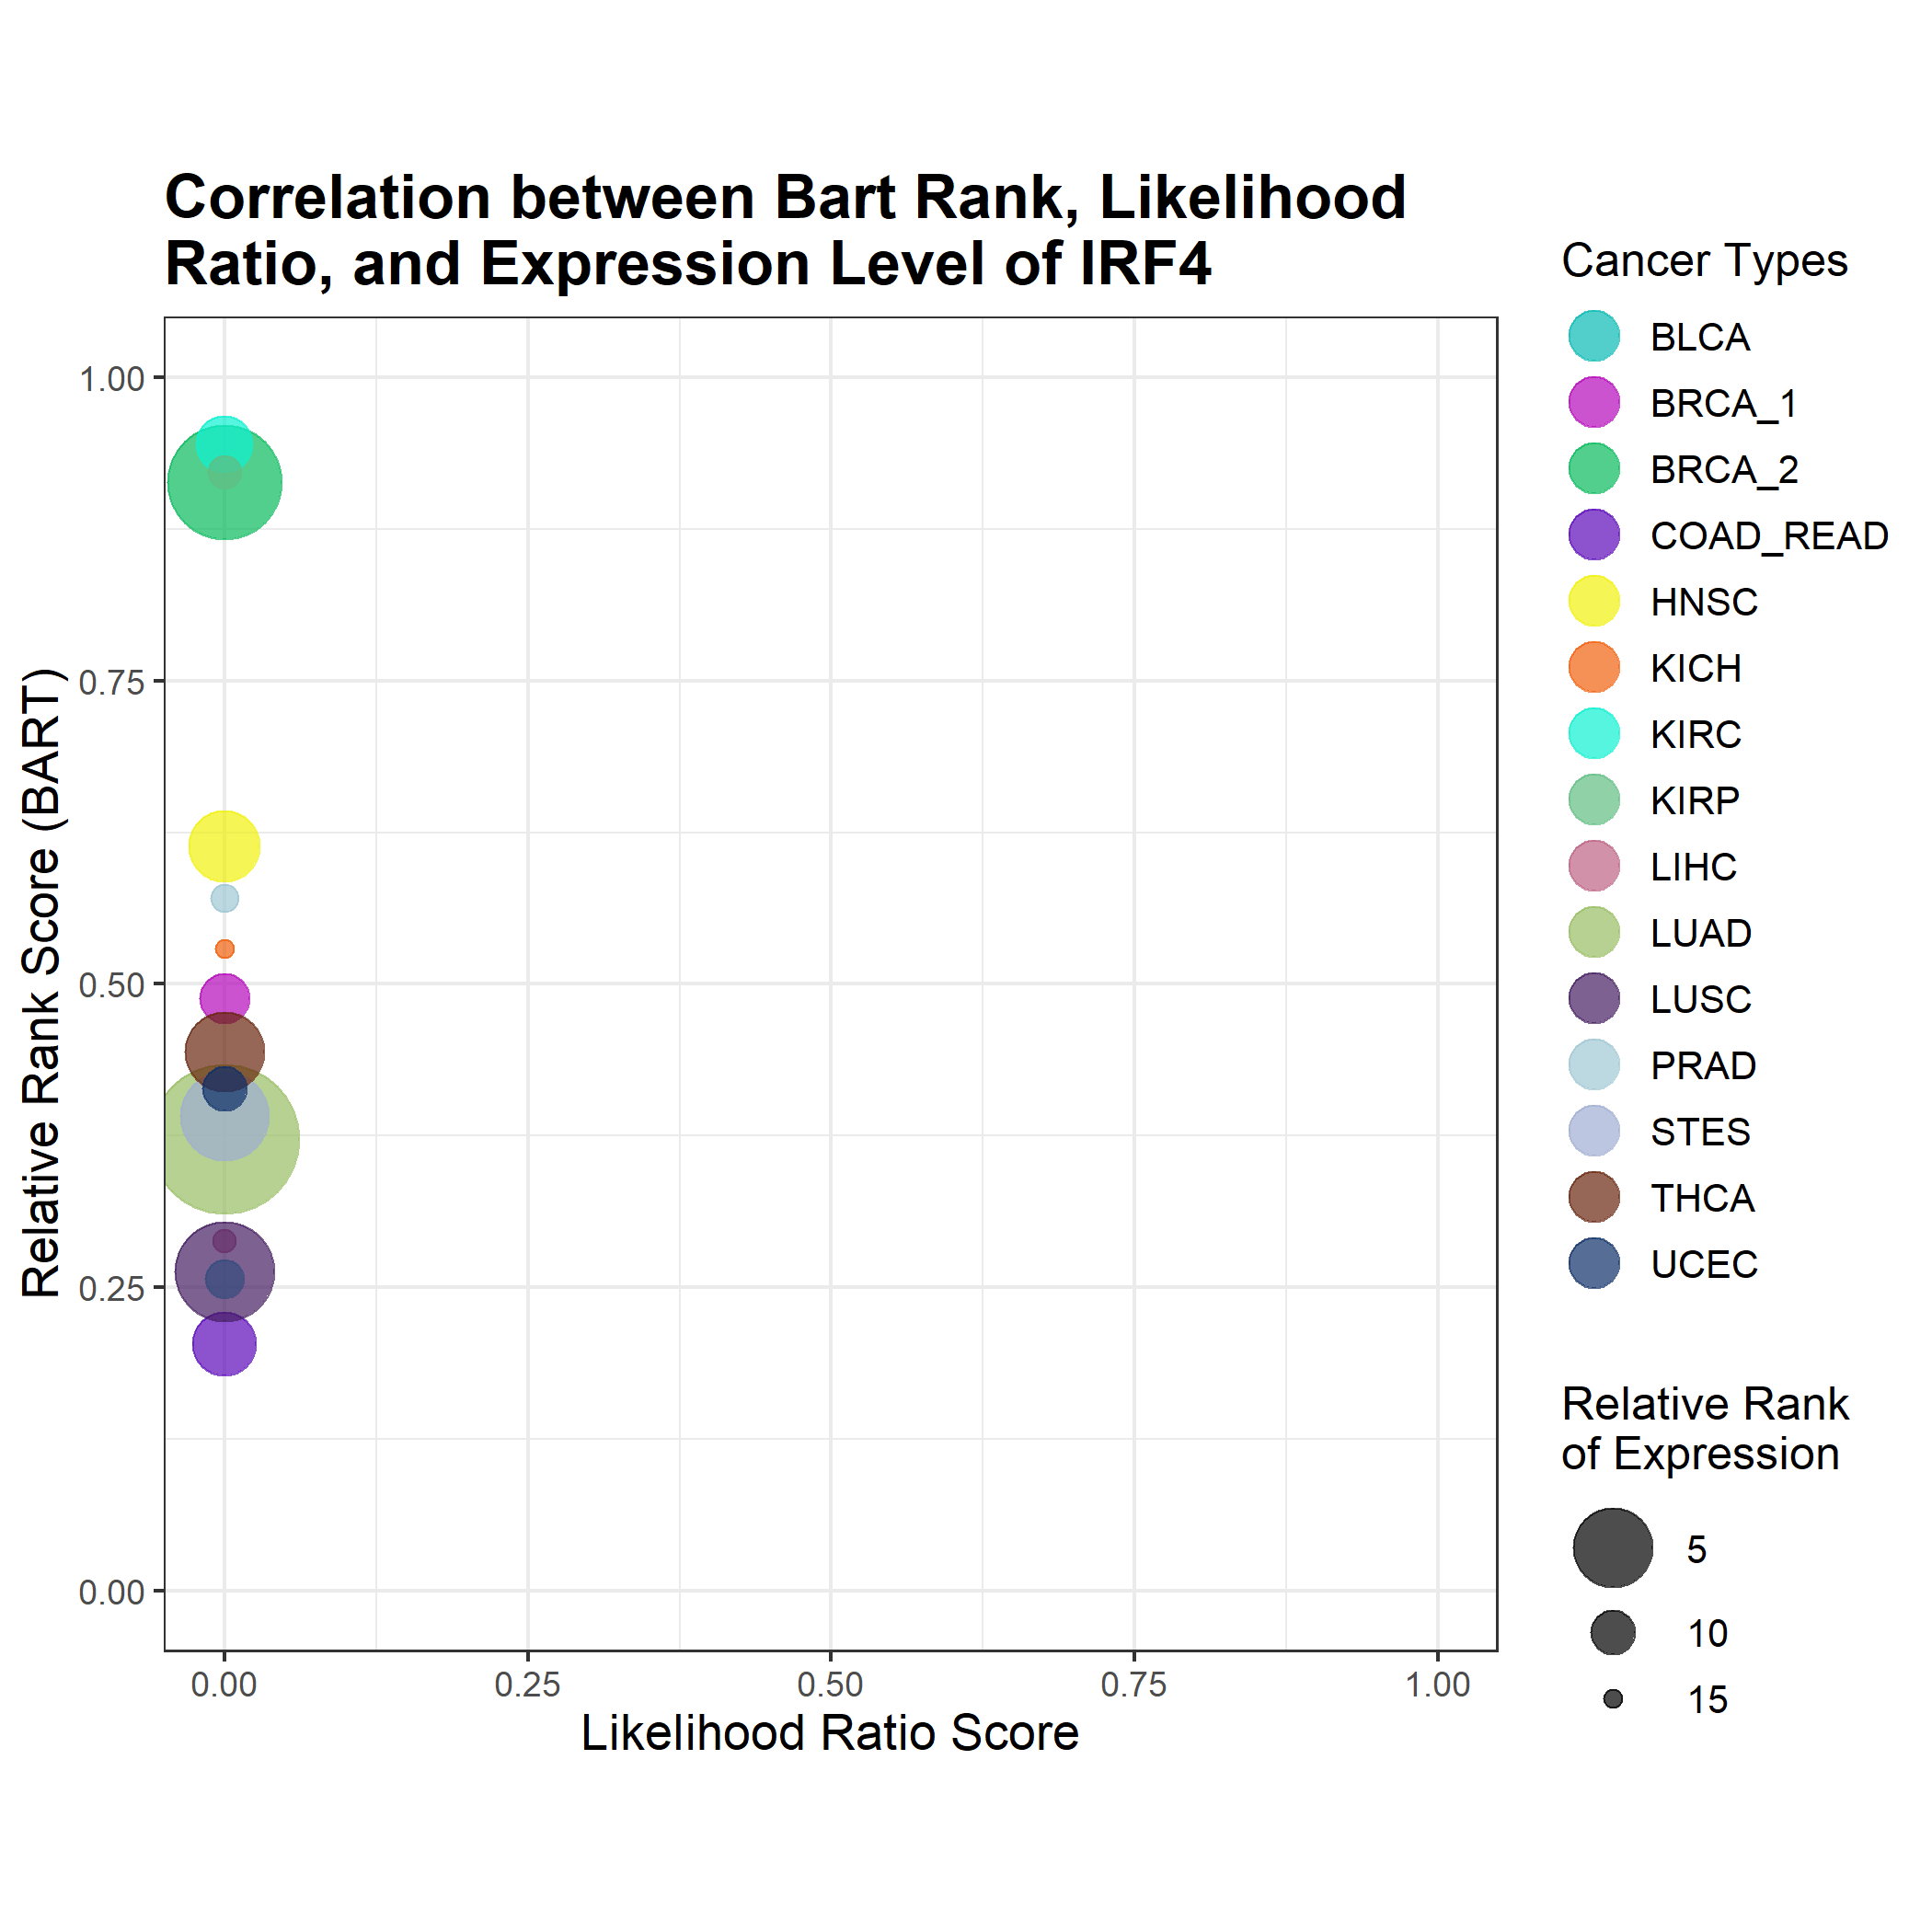 Correlation between Bart Rank, Likelihood
Ratio, and Expression Level of IRF4
Relative Rank Score (BART)
1.00
0.75
0.50
0.25
0.00
0.00 0.25 0.50 0.75 1.00
Likelihood Ratio Score
Cancer Types
BLCA
BRCA_1
BRCA_2
COAD_READ
HNSC
KICH
KIRC
KIRP
LIHC
LUAD
LUSC
PRAD
STES
THCA
UCEC
Relative Rank
of Expression
5
10
15